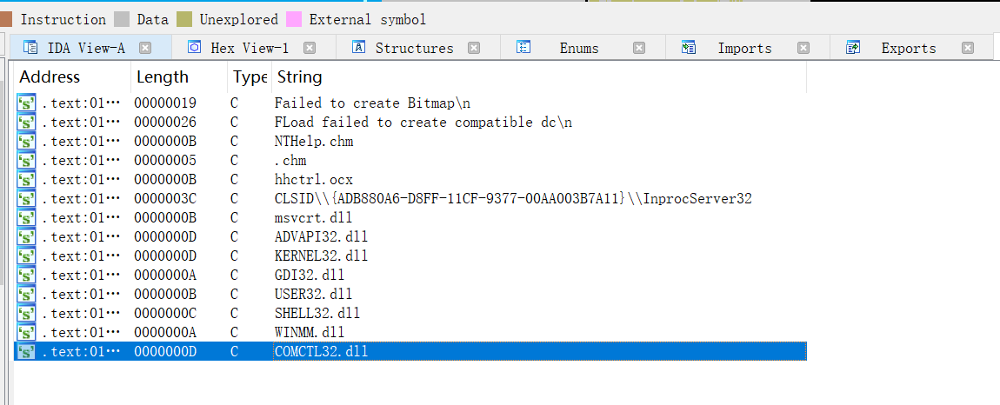 Instruction Data Unexplored External symbol
IDA View-A Hex View-1 Structures Enums Imports Exports
Address Length Type String
's' .text:01… 00000019 C Failed to create Bitmap\n
's' .text:01… 00000026 C FLoad failed to create compatible dc\n
's' .text:01… 0000000B C NTHelp.chm
's' .text:01… 00000005 C .chm
's' .text:01… 0000000B C hhctrl.ocx
's' .text:01… 0000003C C CLSID\\{ADB880A6-D8FF-11CF-9377-00AA003B7A11}\\InprocServer32
's' .text:01… 0000000B C msvcrt.dll
's' .text:01… 0000000D C ADVAPI32.dll
's' .text:01… 0000000D C KERNEL32.dll
's' .text:01… 0000000A C GDI32.dll
's' .text:01… 0000000B C USER32.dll
's' .text:01… 0000000C C SHELL32.dll
's' .text:01… 0000000A C WINMM.dll
's' .text:01… 0000000D C COMCTL32.dll